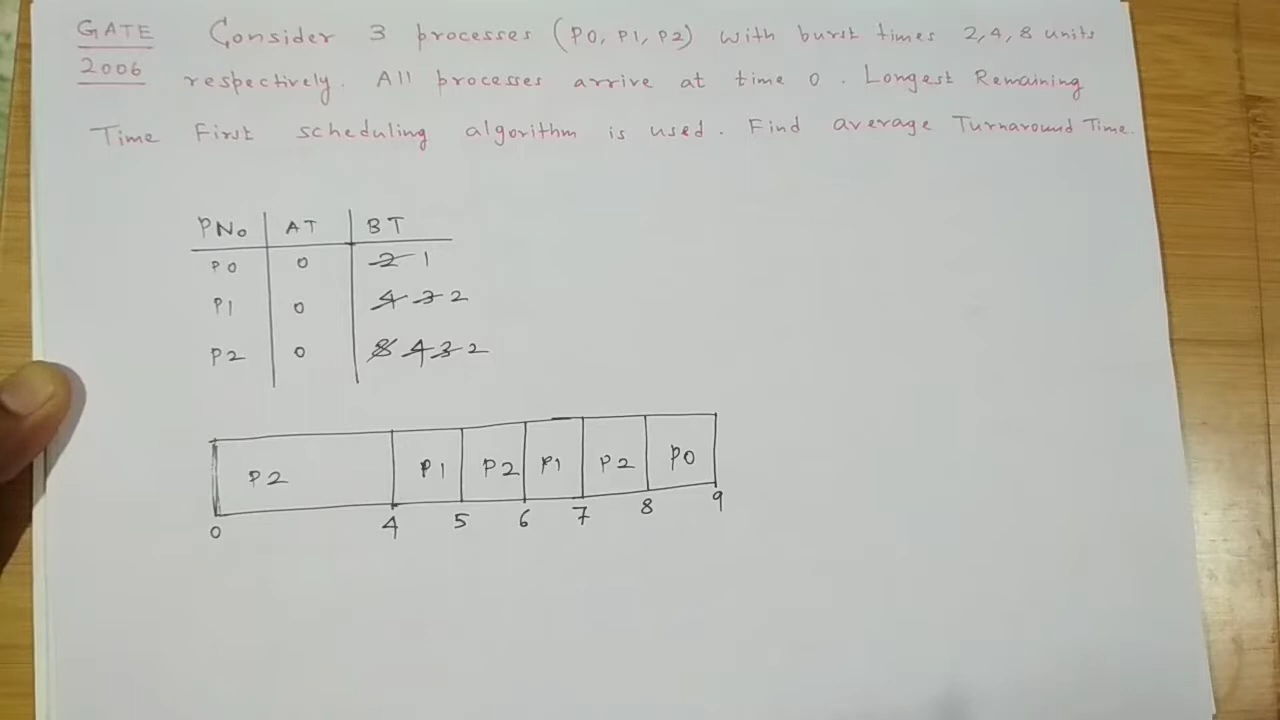 GATE Consider 3 processes (P0, P1, P2) with burst times 2, 4, 8 units
2006 respectively. All processes arrive at time 0. Longest Remaining
Time First scheduling algorithm is used. Find average Turnaround Time.
PNo AT BT
P0 0 2 1
P1 0 4 3 2
P2 0 8 4 3 2
P2 P1 P2 P1 P2 P0
0 4 5 6 7 8 9